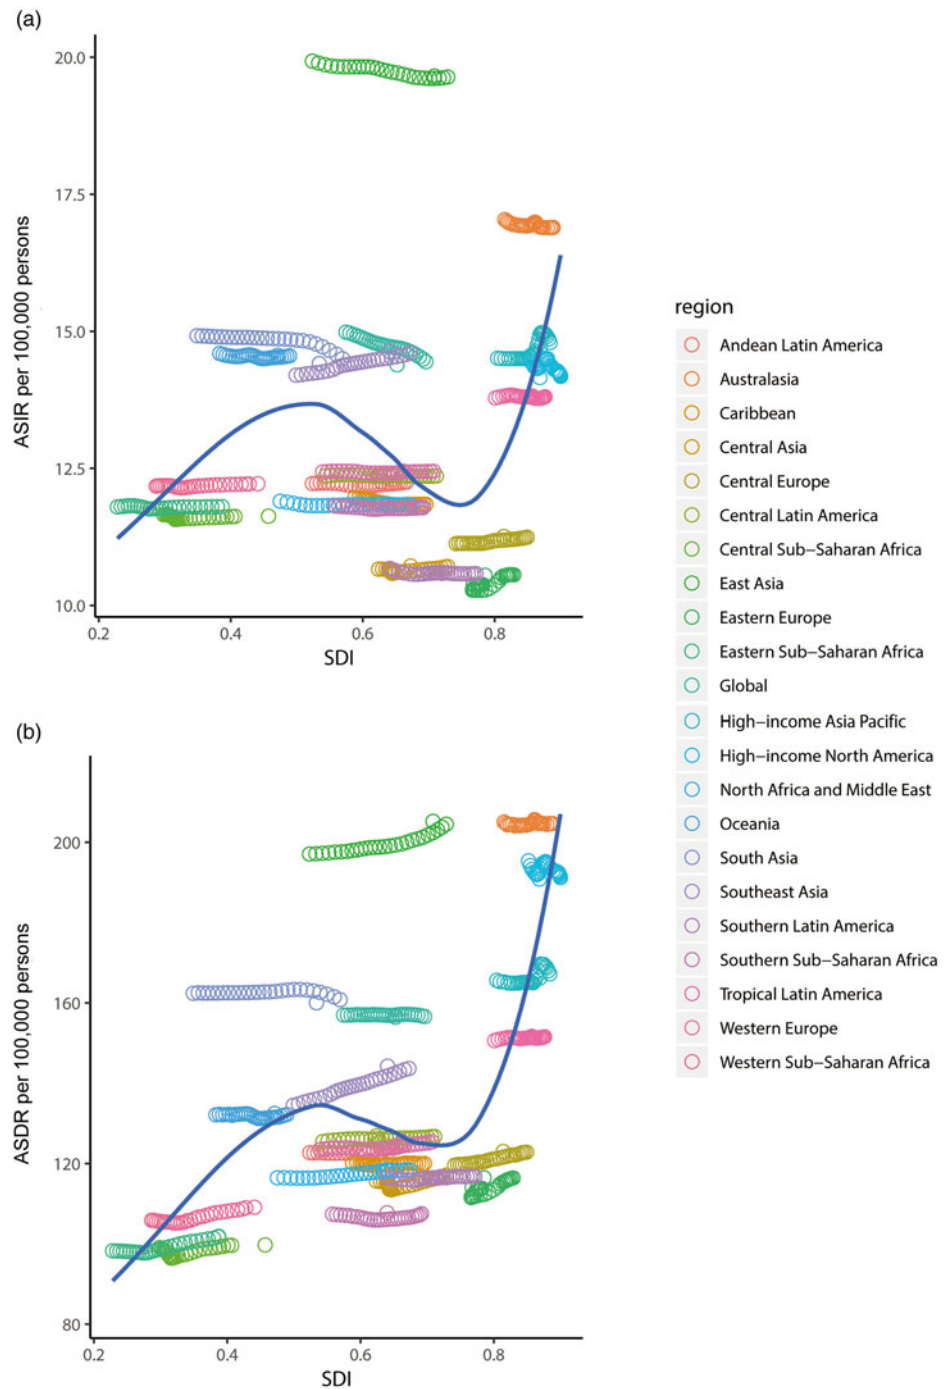 (a)
20.0
17.5
15.0
12.5
10.0
ASIR per 100,000 persons
0.2 0.4 0.6 0.8
SDI
region
Andean Latin America
Australasia
Caribbean
Central Asia
Central Europe
Central Latin America
Central Sub−Saharan Africa
East Asia
Eastern Europe
Eastern Sub−Saharan Africa
Global
High−income Asia Pacific
High−income North America
North Africa and Middle East
Oceania
South Asia
Southeast Asia
Southern Latin America
Southern Sub−Saharan Africa
Tropical Latin America
Western Europe
Western Sub−Saharan Africa
(b)
200
160
120
80
ASDR per 100,000 persons
0.2 0.4 0.6 0.8
SDI